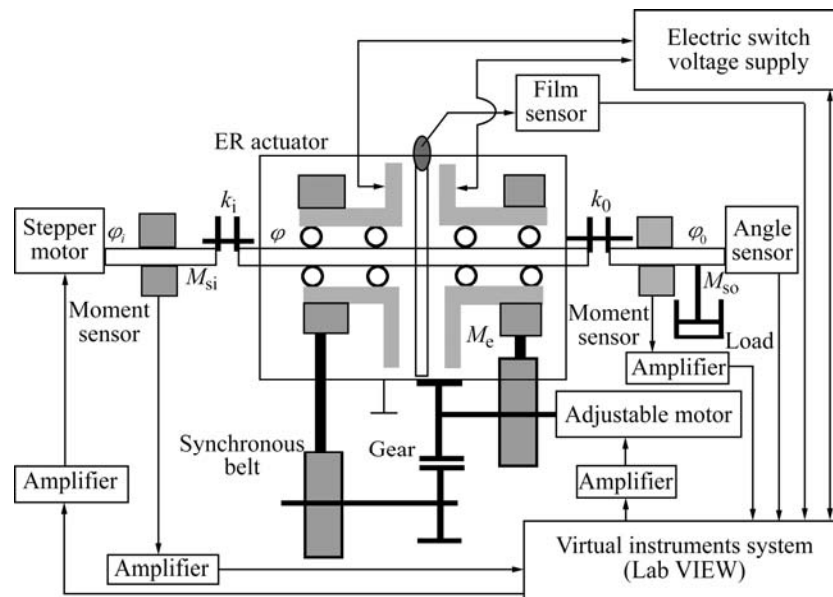 Electric switch
voltage supply
Film
sensor
ER actuator
Stepper
motor
φi
ki
φ
k0
φ0
Angle
sensor
Msi
Mso
Moment
sensor
Me
Moment
sensor
Load
Amplifier
Adjustable motor
Synchronous
belt
Gear
Amplifier
Amplifier
Amplifier
Virtual instruments system
(Lab VIEW)